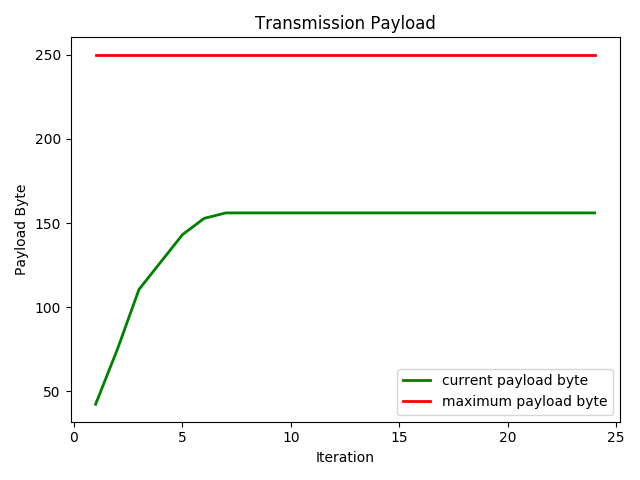 Transmission Payload
250
200
150
100
50
Payload Byte
current payload byte
maximum payload byte
0 5 10 15 20 25
Iteration